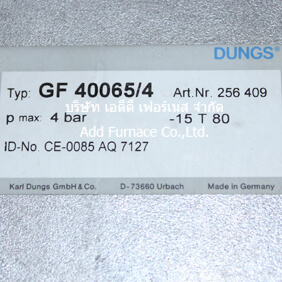 DUNGS®
Typ: GF 40065/4 Art.Nr. 256 409
บริษัท เอดีดี เฟอร์เนส จำกัด
p max: 4 bar -15 T 80
Add Furnace Co.,Ltd.
ID-No. CE-0085 AQ 7127
Karl Dungs GmbH & Co. D-73660 Urbach Made in Germany